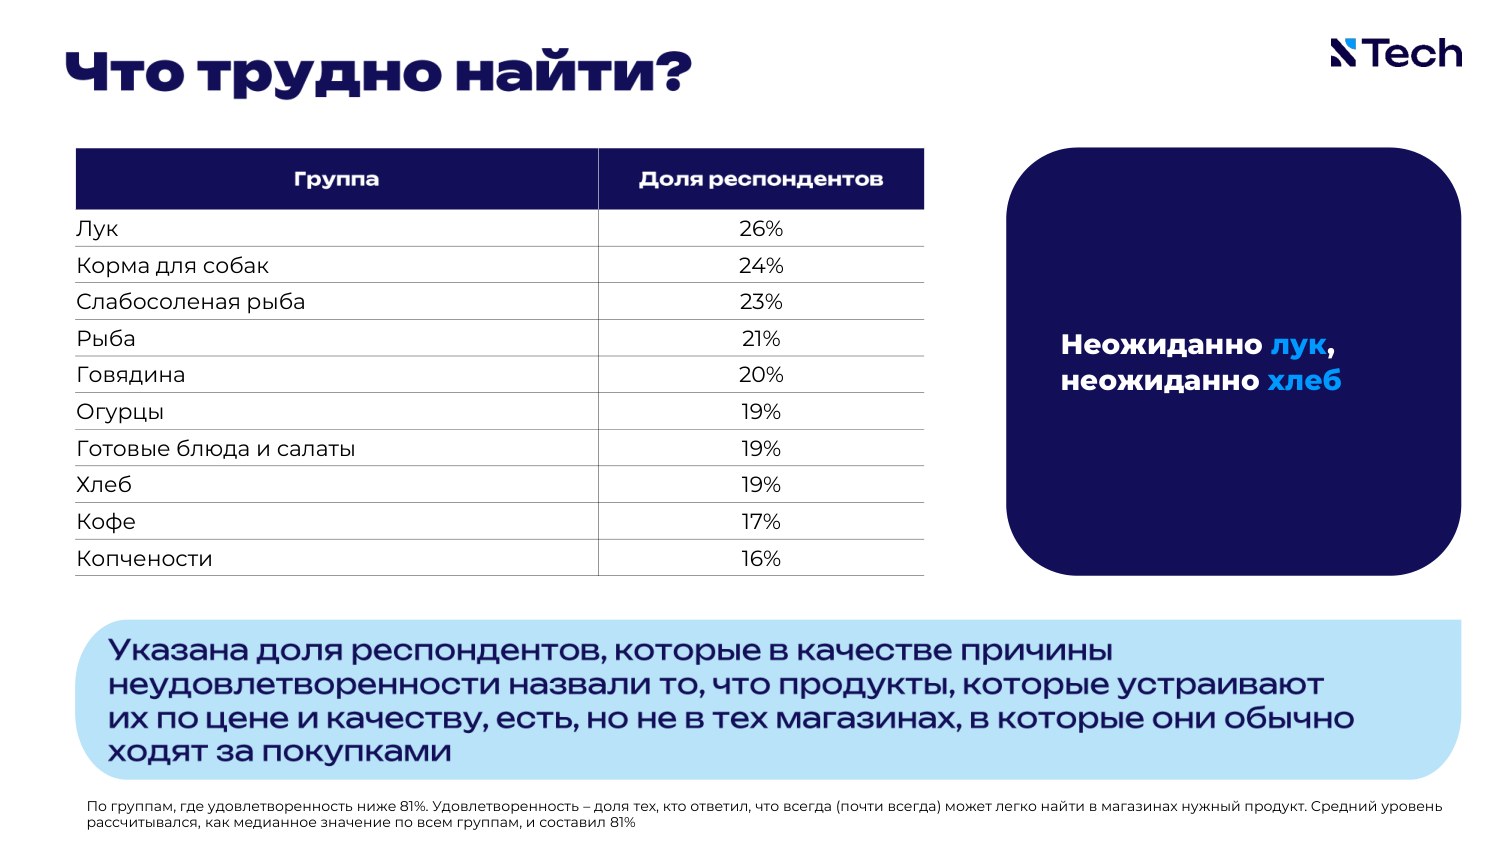 Что трудно найти?
Tech
Группа Доля респондентов
Лук 26%
Корма для собак 24%
Слабосоленая рыба 23%
Рыба 21%
Говядина 20%
Огурцы 19%
Готовые блюда и салаты 19%
Хлеб 19%
Кофе 17%
Копчености 16%
Неожиданно лук,
неожиданно хлеб
Указана доля респондентов, которые в качестве причины
неудовлетворенности назвали то, что продукты, которые устраивают
их по цене и качеству, есть, но не в тех магазинах, в которые они обычно
ходят за покупками
По группам, где удовлетворенность ниже 81%. Удовлетворенность – доля тех, кто ответил, что всегда (почти всегда) может легко найти в магазинах нужный продукт. Средний уровень
рассчитывался, как медианное значение по всем группам, и составил 81%